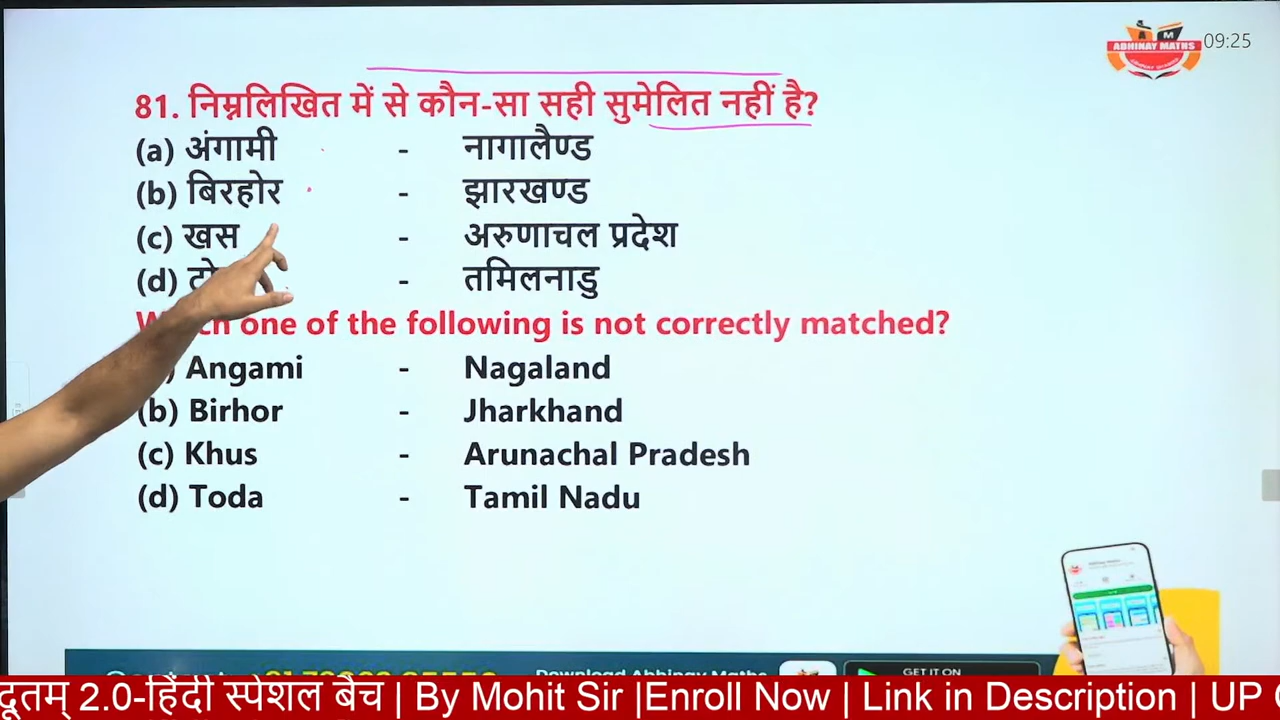 ABHINAY MATHS
09:25
81. निम्नलिखित में से कौन-सा सही सुमेलित नहीं है?
(a) अंगामी - नागालैण्ड
(b) बिरहोर - झारखण्ड
(c) खस - अरुणाचल प्रदेश
(d) - तमिलनाडु
one of the following is not correctly matched?
Angami - Nagaland
(b) Birhor - Jharkhand
(c) Khus - Arunachal Pradesh
(d) Toda - Tamil Nadu
Download Abhinay Maths
GET IT ON
दूतम् 2.0-हिंदी स्पेशल बैच | By Mohit Sir |Enroll Now | Link in Description | UP